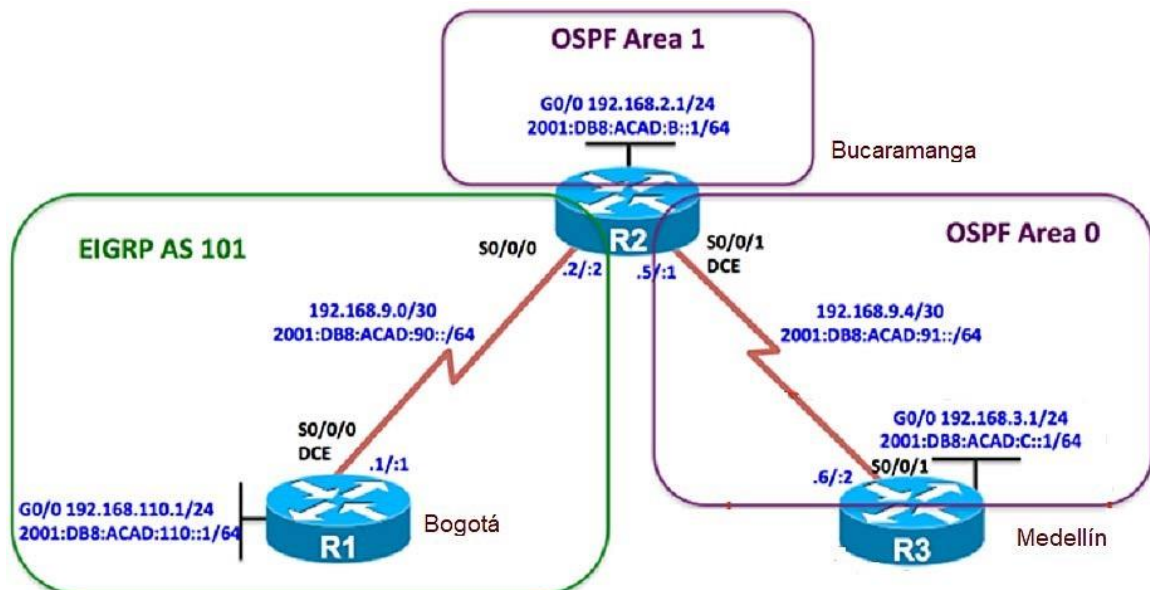 OSPF Area 1
G0/0 192.168.2.1/24
2001:DB8:ACAD:B::1/64
Bucaramanga
R2
EIGRP AS 101
S0/0/0
.2/:2
.5/:1
S0/0/1
DCE
OSPF Area 0
192.168.9.0/30
2001:DB8:ACAD:90::/64
192.168.9.4/30
2001:DB8:ACAD:91::/64
S0/0/0
DCE
.1/:1
G0/0 192.168.3.1/24
2001:DB8:ACAD:C::1/64
.6/:2
S0/0/1
G0/0 192.168.110.1/24
2001:DB8:ACAD:110::1/64
R1
Bogotá
R3
Medellín